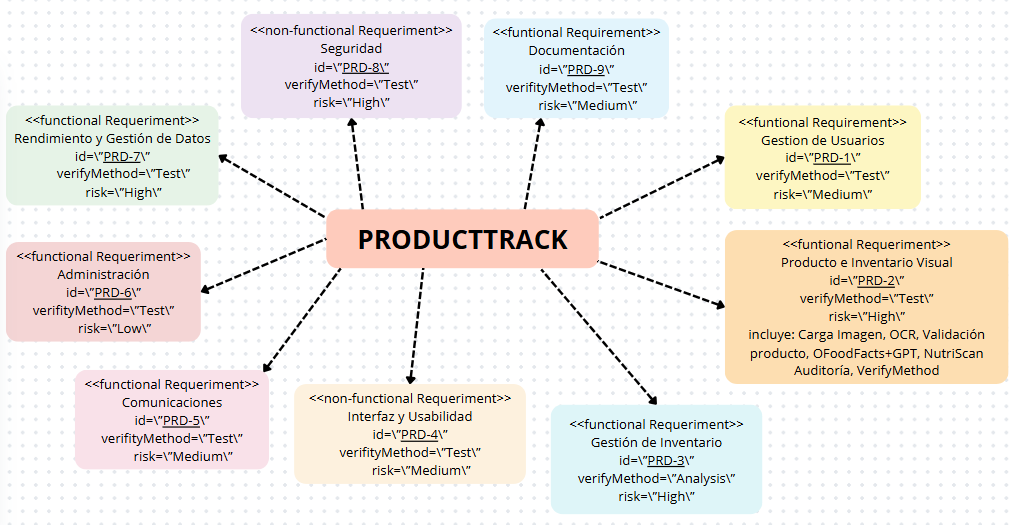 <<non-functional Requeriment>>
Seguridad
id=\"PRD-8\"
verifyMethod=\"Test\"
risk=\"High\"
<<funtional Requirement>>
Documentación
id=\"PRD-9\"
verifityMethod=\"Test\"
risk=\"Medium\"
<<functional Requeriment>>
Rendimiento y Gestión de Datos
id=\"PRD-7\"
verifyMethod=\"Test\"
risk=\"High\"
<<funtional Requirement>>
Gestion de Usuarios
id=\"PRD-1\"
verifyMethod=\"Test\"
risk=\"Medium\"
PRODUCTTRACK
<<functional Requeriment>>
Administración
id=\"PRD-6\"
verifityMethod=\"Test\"
risk=\"Low\"
<<funtional Requeriment>>
Producto e Inventario Visual
id=\"PRD-2\"
verifyMethod=\"Test\"
risk=\"High\"
incluye: Carga Imagen, OCR, Validación
producto, OFoodFacts+GPT, NutriScan
Auditoría, VerifyMethod
<<functional Requeriment>>
Comunicaciones
id=\"PRD-5\"
verifityMethod=\"Test\"
risk=\"Medium\"
<<non-functional Requeriment>>
Interfaz y Usabilidad
id=\"PRD-4\"
verifityMethod=\"Test\"
risk=\"Medium\"
<<functional Requeriment>>
Gestión de Inventario
id=\"PRD-3\"
verifyMethod=\"Analysis\"
risk=\"High\"